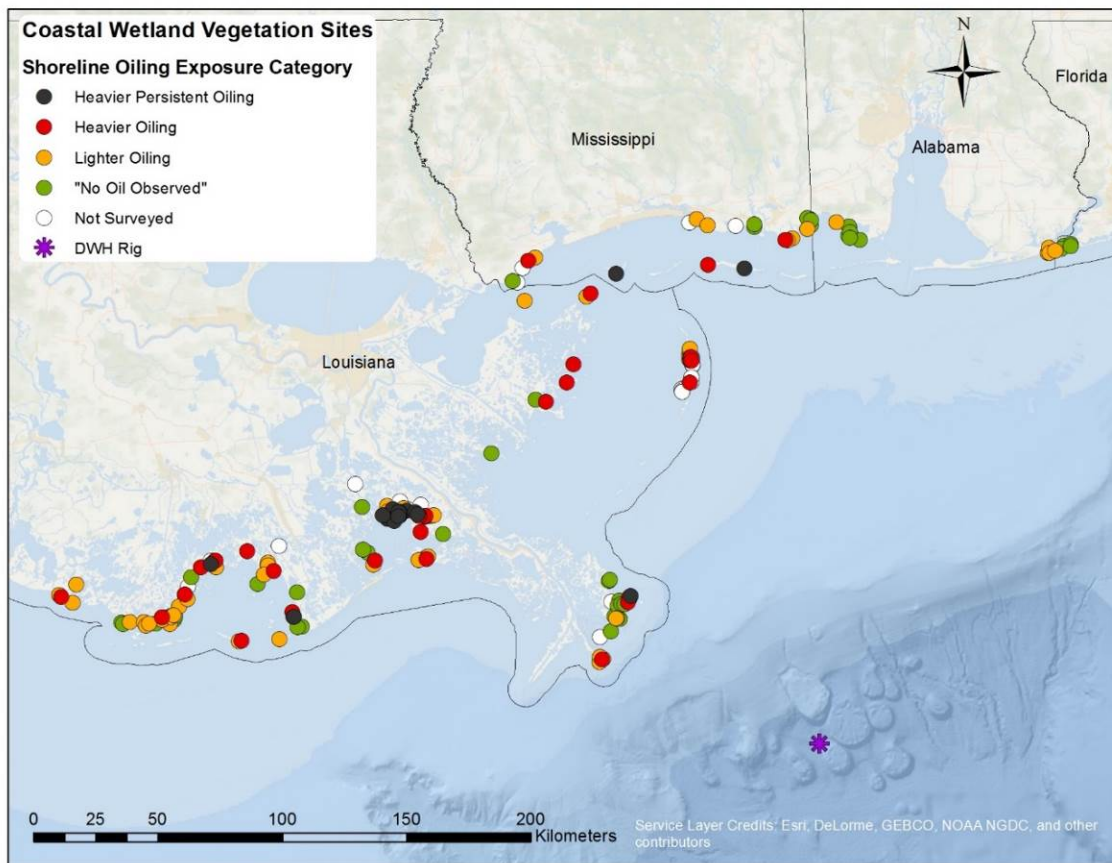 Coastal Wetland Vegetation Sites
Shoreline Oiling Exposure Category
Heavier Persistent Oiling
Heavier Oiling
Lighter Oiling
"No Oil Observed"
Not Surveyed
DWH Rig
N
Florida
Mississippi
Alabama
Louisiana
0 50 100 150 200
Kilometers
Service Layer Credits: Esri, DeLorme, GEBCO, NOAA NGDC, and other
contributors